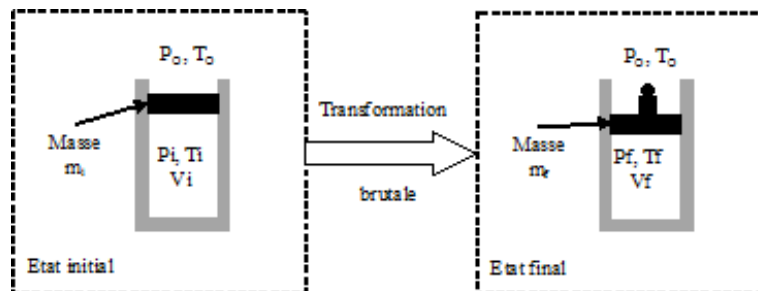 P₀, T₀
Masse
mᵢ
Pi, Ti
Vi
Etat initial
Transformation
brutale
P₀, T₀
Masse
m_f
Pf, Tf
Vf
Etat final